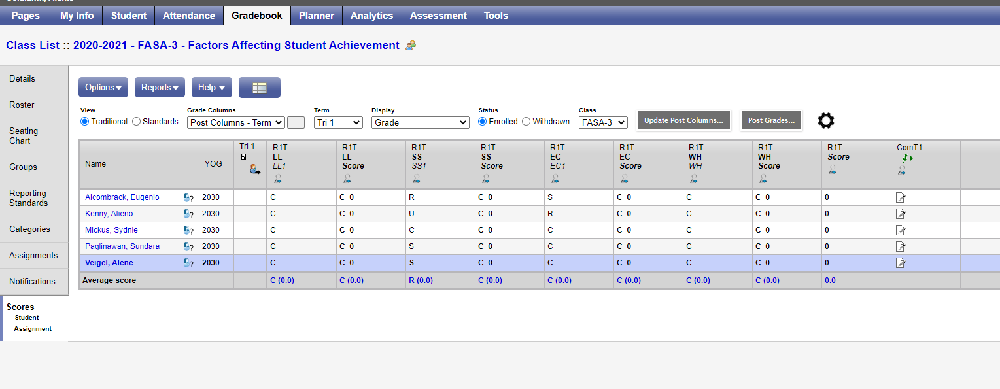 Pages My Info Student Attendance Gradebook Planner Analytics Assessment Tools
Class List :: 2020-2021 - FASA-3 - Factors Affecting Student Achievement
Details
Roster
Seating
Chart
Groups
Reporting
Standards
Categories
Assignments
Notifications
Scores
Student
Assignment
Options Reports Help
View Grade Columns Term Display Status Class
Traditional Standards Post Columns - Term ... Tri 1 Grade Enrolled Withdrawn FASA-3 Update Post Columns... Post Grades...
Tri 1 R1T R1T R1T R1T R1T R1T R1T R1T R1T ComT1
LL LL SS SS EC EC WH WH Score
Name YOG LL1 Score SS1 Score EC1 Score WH Score
Alcombrack, Eugenio ? 2030 C C 0 R C 0 S C 0 C C 0 0
Kenny, Atieno ? 2030 C C 0 U C 0 R C 0 C C 0 0
Mickus, Sydnie ? 2030 C C 0 C C 0 C C 0 C C 0 0
Paglinawan, Sundara ? 2030 C C 0 S C 0 C C 0 C C 0 0
Veigel, Alene ? 2030 C C 0 S C 0 C C 0 C C 0 0
Average score C (0.0) C (0.0) R (0.0) C (0.0) C (0.0) C (0.0) C (0.0) C (0.0) 0.0